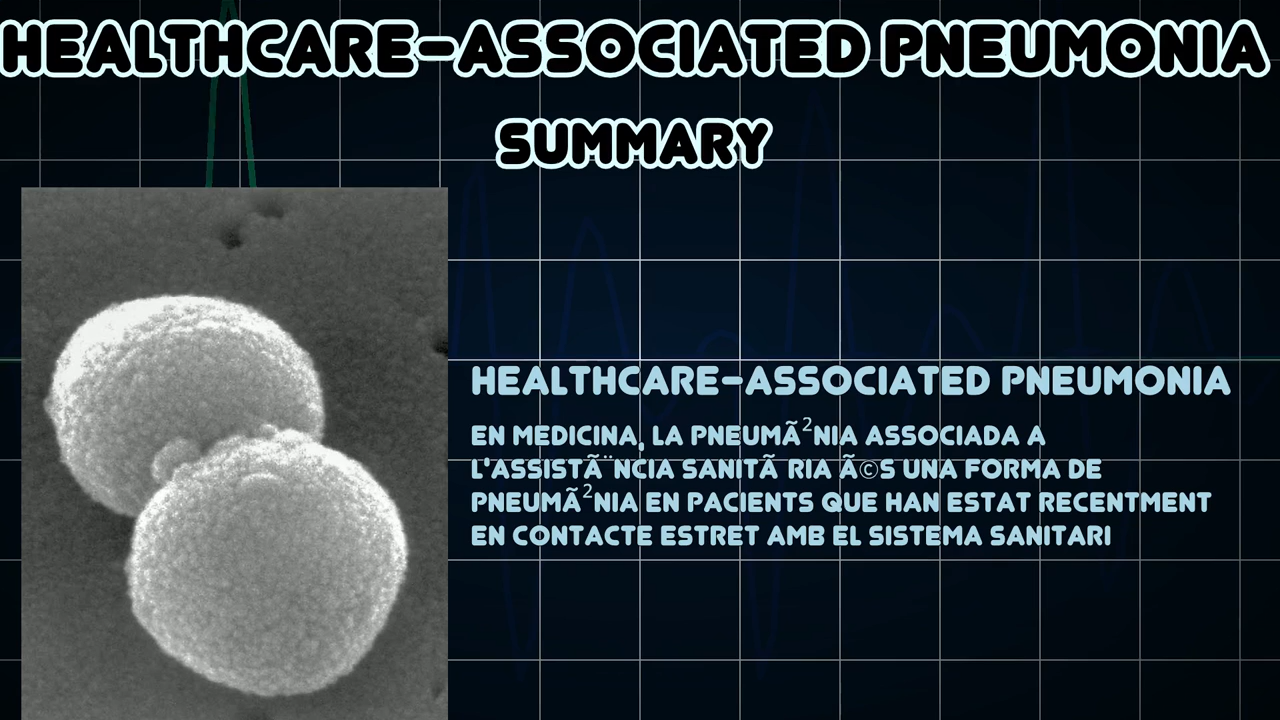 HEALTHCARE-ASSOCIATED PNEUMONIA
SUMMARY
HEALTHCARE-ASSOCIATED PNEUMONIA
EN MEDICINA, LA PNEUMÃ²NIA ASSOCIADA A
L'ASSISTÃ¨NCIA SANITÃ RIA Ã©S UNA FORMA DE
PNEUMÃ²NIA EN PACIENTS QUE HAN ESTAT RECENTMENT
EN CONTACTE ESTRET AMB EL SISTEMA SANITARI